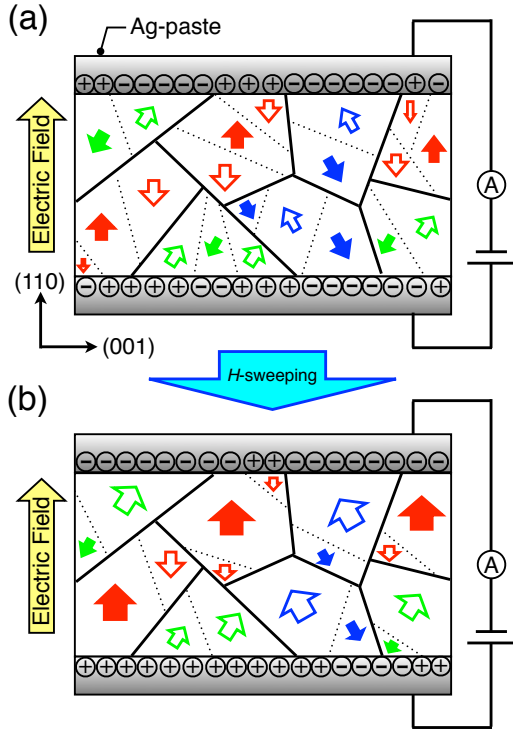 (a)
Ag-paste
++−−−−−+++−−−−−−+−
Electric Field
A
−+++++−−+++−−−−−−+
(110)
(001)
H-sweeping
(b)
−−−−−−−−++−−−−−−−−
Electric Field
A
+++++++++++++−−−−++